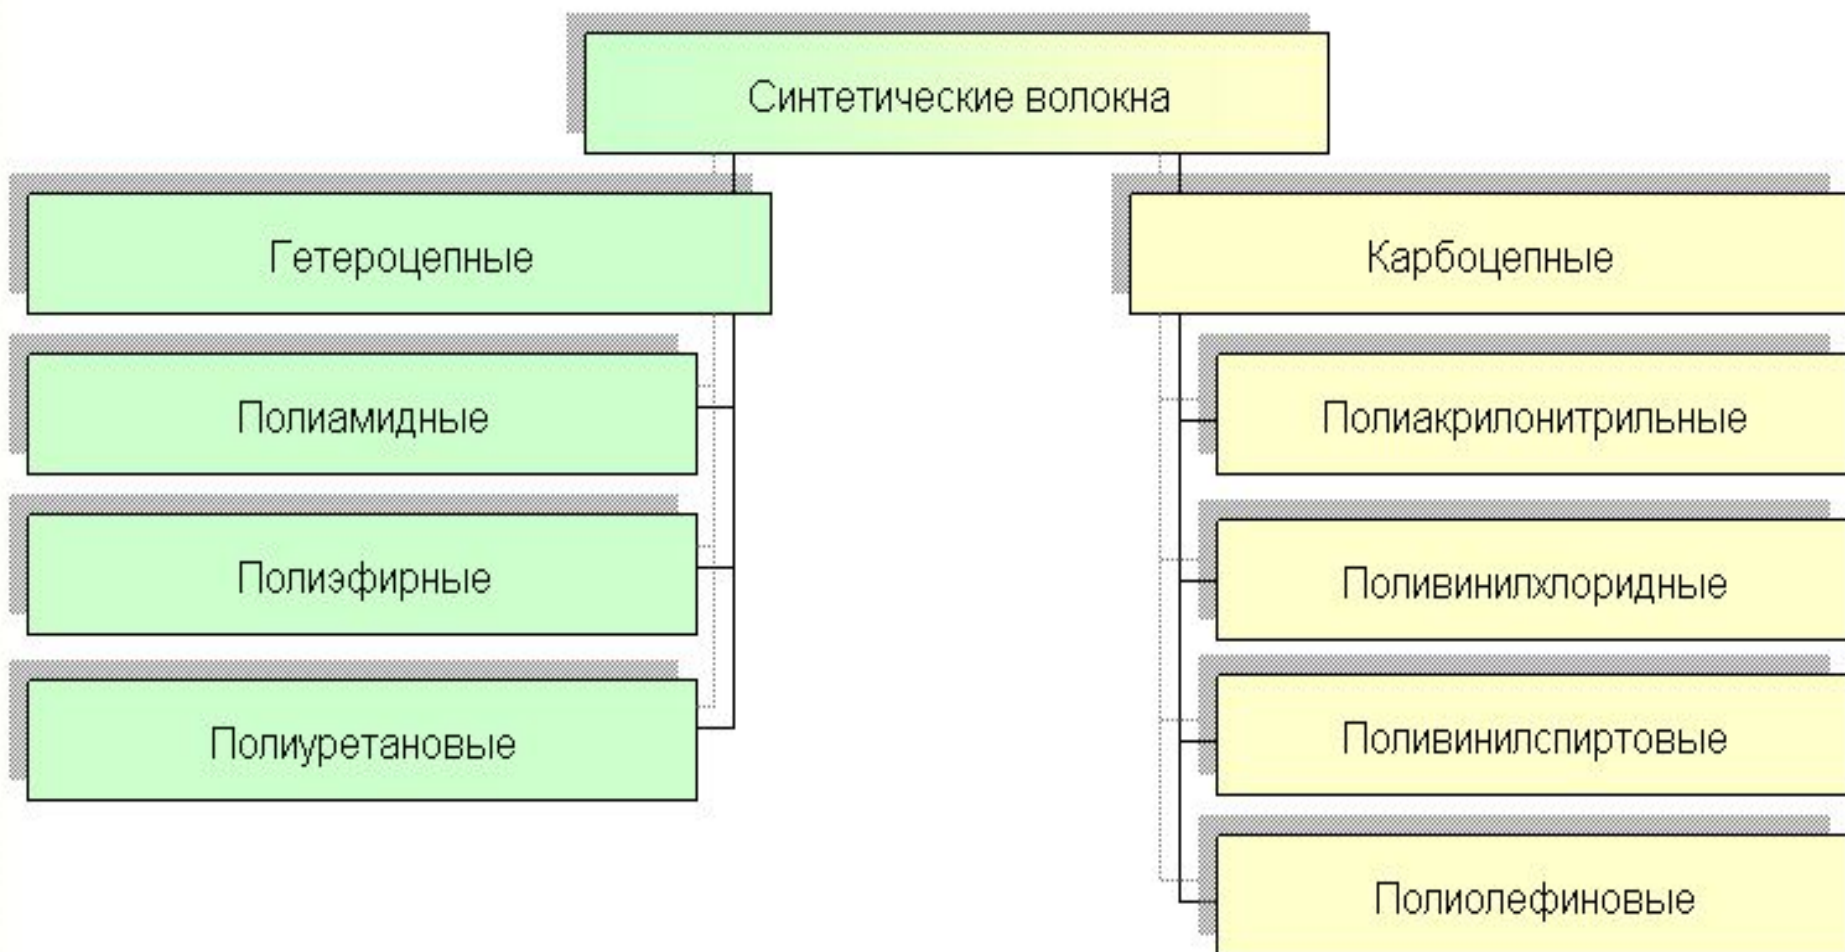 Синтетические волокна
Гетероцепные
Полиамидные
Полиэфирные
Полиуретановые
Карбоцепные
Полиакрилонитрильные
Поливинилхлоридные
Поливинилспиртовые
Полиолефиновые